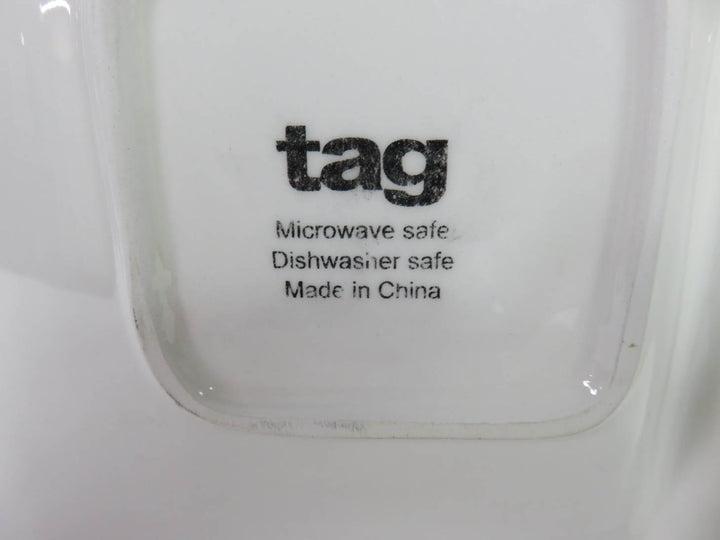 tag
Microwave safe
Dishwasher safe
Made in China